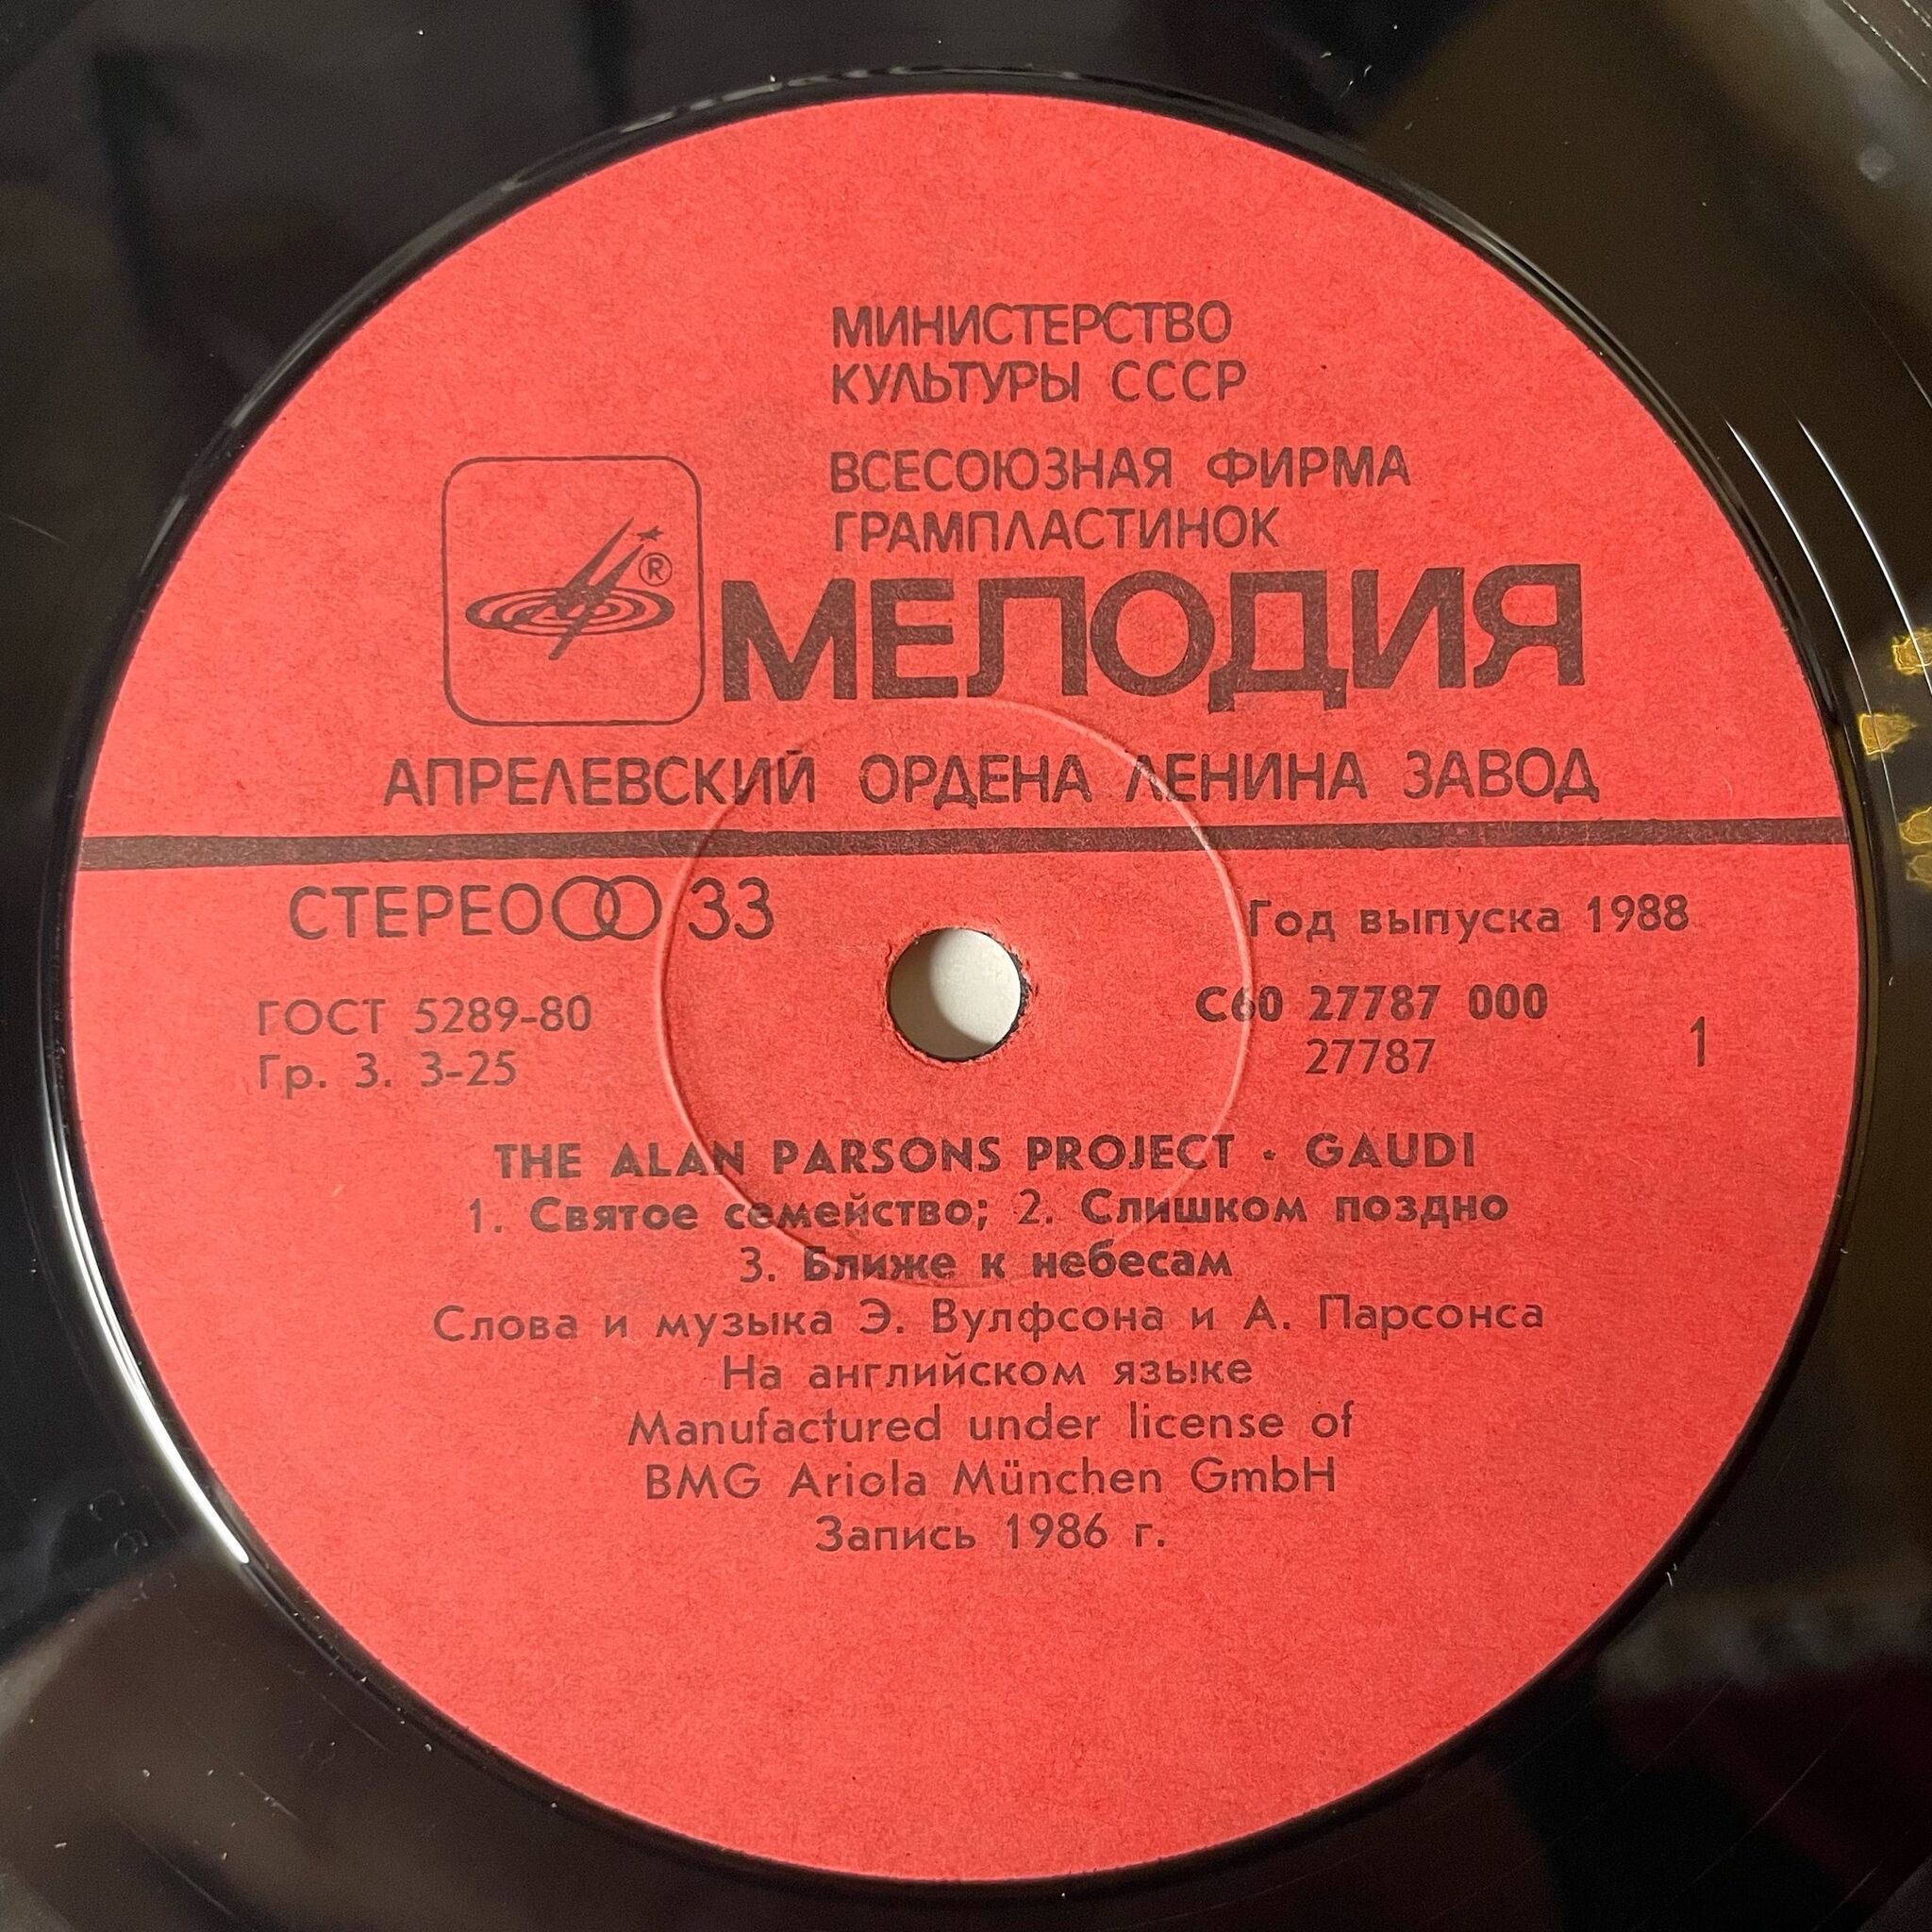 МИНИСТЕРСТВО
КУЛЬТУРЫ СССР
ВСЕСОЮЗНАЯ ФИРМА
ГРАМПЛАСТИНОК
®
МЕЛОДИЯ
АПРЕЛЕВСКИЙ ОРДЕНА ЛЕНИНА ЗАВОД
СТЕРЕО 33
Год выпуска 1988
ГОСТ 5289-80
С60 27787 000
Гр. 3. 3-25
27787
1
THE ALAN PARSONS PROJECT · GAUDI
1. Святое семейство; 2. Слишком поздно
3. Ближе к небесам
Слова и музыка Э. Вулфсона и А. Парсонса
На английском языке
Manufactured under license of
BMG Ariola München GmbH
Запись 1986 г.